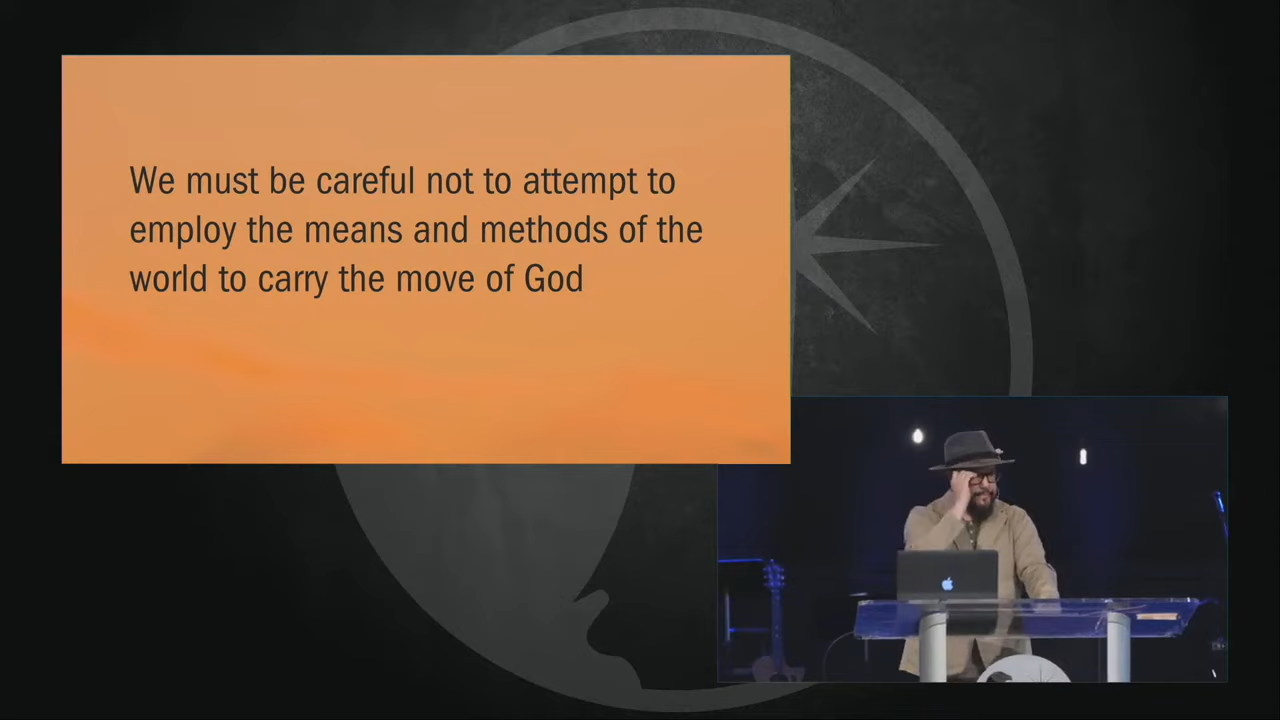 We must be careful not to attempt to
employ the means and methods of the
world to carry the move of God